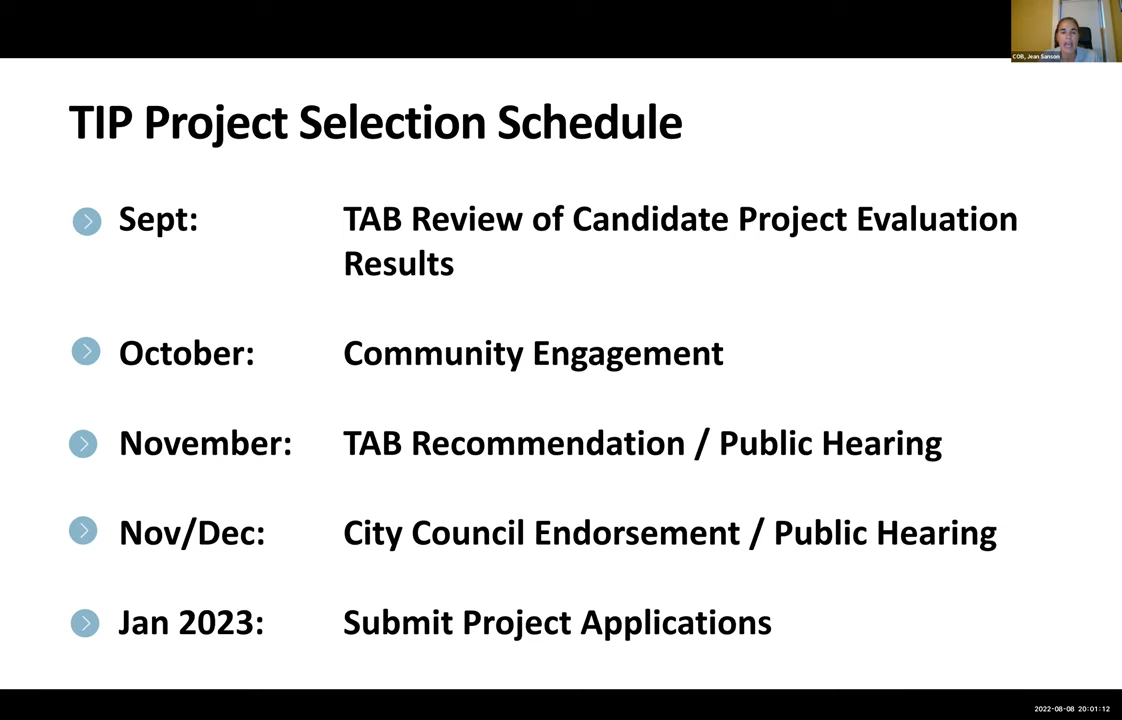 COB, Jean Sanson
TIP Project Selection Schedule
Sept: TAB Review of Candidate Project Evaluation
Results
October: Community Engagement
November: TAB Recommendation / Public Hearing
Nov/Dec: City Council Endorsement / Public Hearing
Jan 2023: Submit Project Applications
2022-08-08 20:01:12